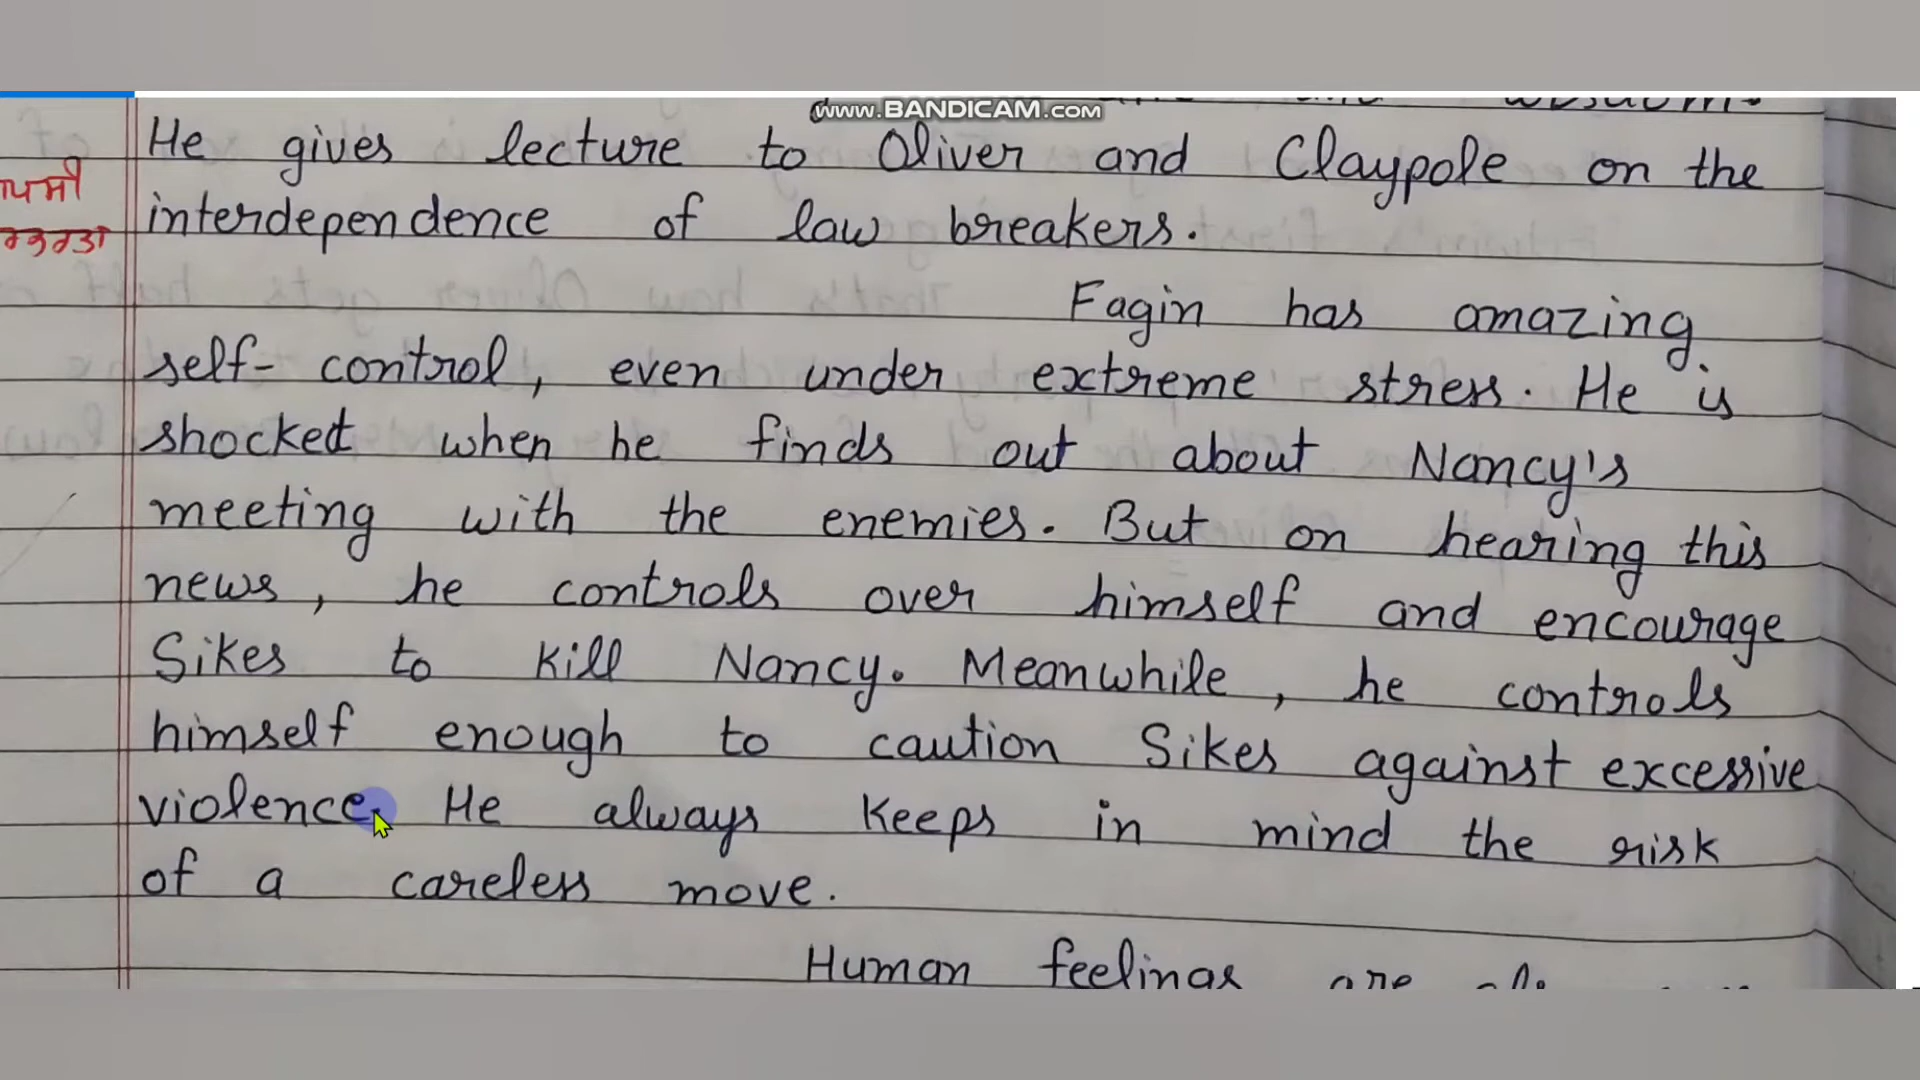 www.BANDICAM.com
He gives lecture to Oliver and Claypole on the
interdependence of law breakers.
Fagin has amazing
self-control, even under extreme stress. He is
shocked when he finds out about Nancy's
meeting with the enemies. But on hearing this
news, he controls over himself and encourage
Sikes to kill Nancy. Meanwhile, he controls
himself enough to caution Sikes against excessive
violence. He always keeps in mind the risk
of a careless move.
Human feelings are